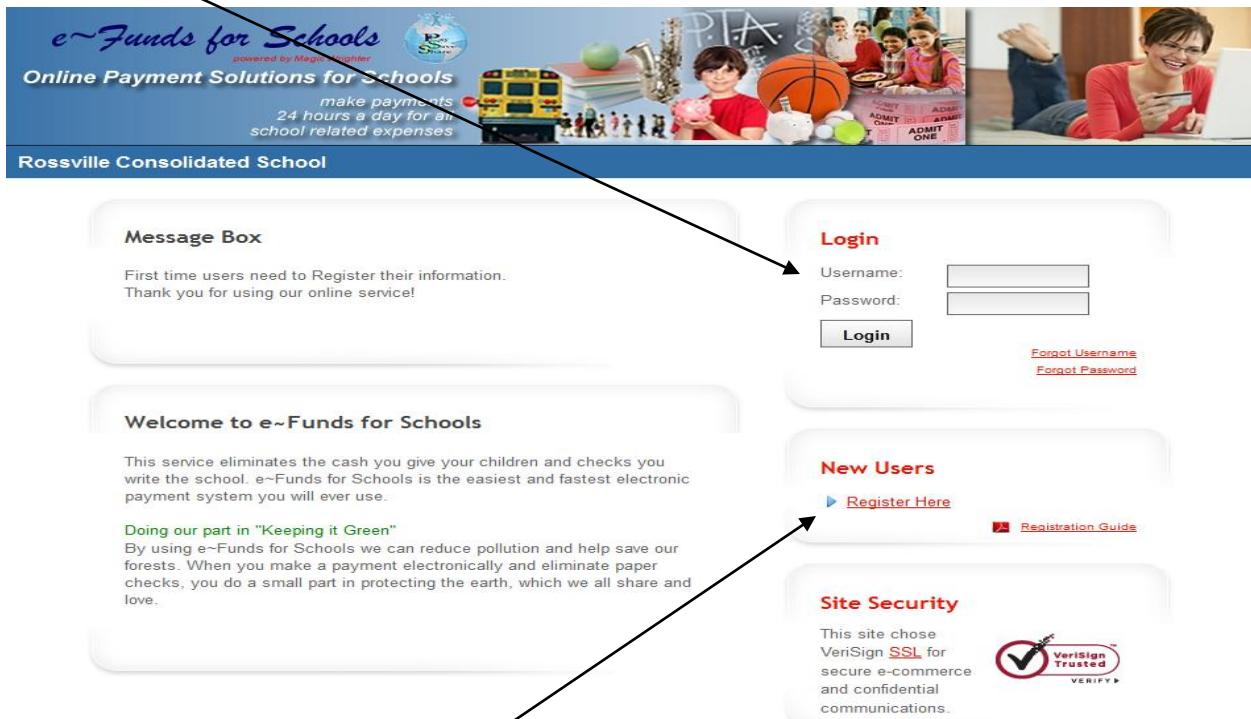 e~Funds for Schools
powered by Magic-Wrighter
Pay
Save
Share
Online Payment Solutions for Schools
make payments
24 hours a day for all
school related expenses
P.T.A.
ADMIT
ONE
Rossville Consolidated School
Message Box
First time users need to Register their information.
Thank you for using our online service!
Welcome to e~Funds for Schools
This service eliminates the cash you give your children and checks you
write the school. e~Funds for Schools is the easiest and fastest electronic
payment system you will ever use.
Doing our part in "Keeping it Green"
By using e~Funds for Schools we can reduce pollution and help save our
forests. When you make a payment electronically and eliminate paper
checks, you do a small part in protecting the earth, which we all share and
love.
Login
Username:
Password:
Login
Forgot Username
Forgot Password
New Users
Register Here
Registration Guide
Site Security
This site chose
VeriSign SSL for
secure e-commerce
and confidential
communications.
VeriSign
Trusted
VERIFY